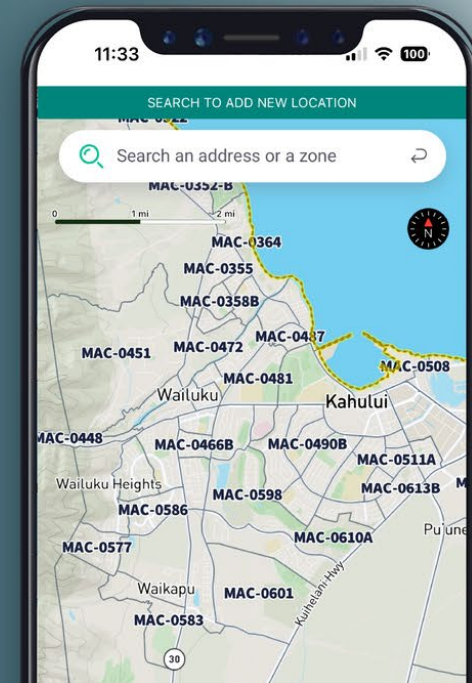 11:33
100
SEARCH TO ADD NEW LOCATION
Search an address or a zone
MAC-0352-B
0 1 mi 2 mi
N
MAC-0364
MAC-0355
MAC-0358B
MAC-0487
MAC-0451
MAC-0472
MAC-0508
MAC-0481
Wailuku
Kahului
MAC-0448
MAC-0466B
MAC-0490B
MAC-0511A
Wailuku Heights
MAC-0613B
MAC-0598
MAC-0586
MAC-0610A
MAC-0577
Waikapu
MAC-0601
Kuihelani Hwy
MAC-0583
30